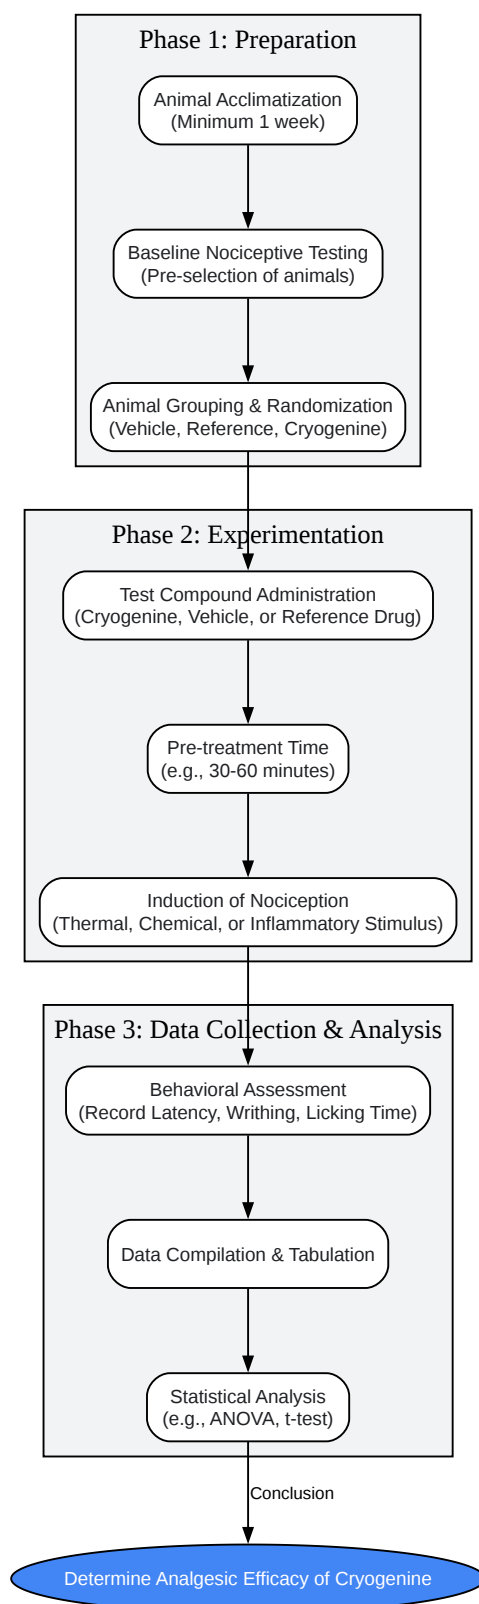 Phase 1: Preparation
Animal Acclimatization
(Minimum 1 week)
Baseline Nociceptive Testing
(Pre-selection of animals)
Animal Grouping & Randomization
(Vehicle, Reference, Cryogenine)
Phase 2: Experimentation
Test Compound Administration
(Cryogenine, Vehicle, or Reference Drug)
Pre-treatment Time
(e.g., 30-60 minutes)
Induction of Nociception
(Thermal, Chemical, or Inflammatory Stimulus)
Phase 3: Data Collection & Analysis
Behavioral Assessment
(Record Latency, Writhing, Licking Time)
Data Compilation & Tabulation
Statistical Analysis
(e.g., ANOVA, t-test)
Conclusion
Determine Analgesic Efficacy of Cryogenine